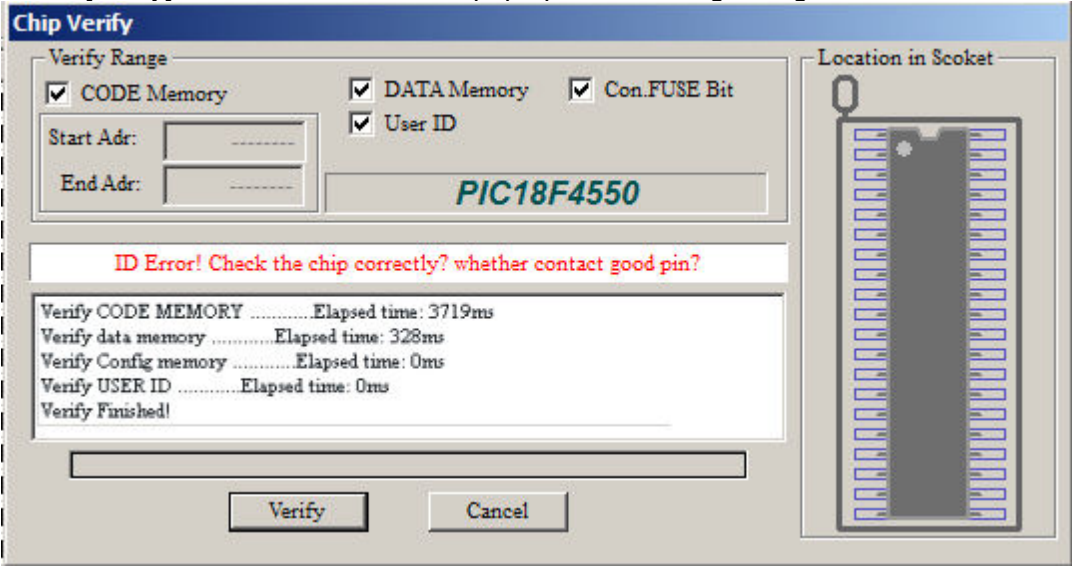 Chip Verify
Verify Range
CODE Memory
DATA Memory
Con.FUSE Bit
User ID
Start Adr: --------
End Adr: --------
PIC18F4550
Location in Scoket
ID Error! Check the chip correctly? whether contact good pin?
Verify CODE MEMORY ............Elapsed time: 3719ms
Verify data memory ............Elapsed time: 328ms
Verify Config memory ............Elapsed time: 0ms
Verify USER ID ............Elapsed time: 0ms
Verify Finished!
Verify
Cancel